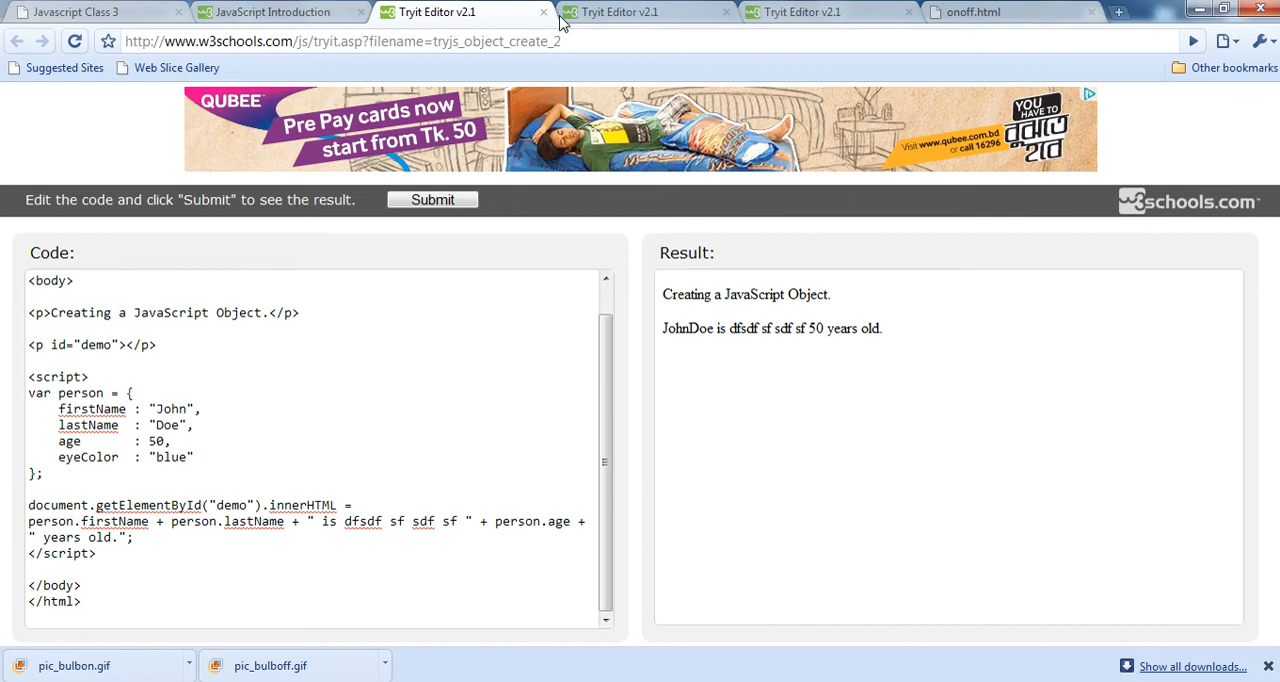 Javascript Class 3
JavaScript Introduction
Tryit Editor v2.1
Tryit Editor v2.1
Tryit Editor v2.1
onoff.html
http://www.w3schools.com/js/tryit.asp?filename=tryjs_object_create_2
Suggested Sites
Web Slice Gallery
Other bookmarks
QUBEE
Pre Pay cards now
start from Tk. 50
Visit www.qubee.com.bd
or call 16296
YOU
HAVE TO
বুঝতে
হবে
Edit the code and click "Submit" to see the result.
Submit
w3schools.com
Code:
<body>
<p>Creating a JavaScript Object.</p>
<p id="demo"></p>
<script>
var person = {
    firstName : "John",
    lastName  : "Doe",
    age       : 50,
    eyeColor  : "blue"
};
document.getElementById("demo").innerHTML =
person.firstName + person.lastName + " is dfsdf sf sdf sf " + person.age +
" years old.";
</script>
</body>
</html>
Result:
Creating a JavaScript Object.
JohnDoe is dfsdf sf sdf sf 50 years old.
pic_bulbon.gif
pic_bulboff.gif
Show all downloads...